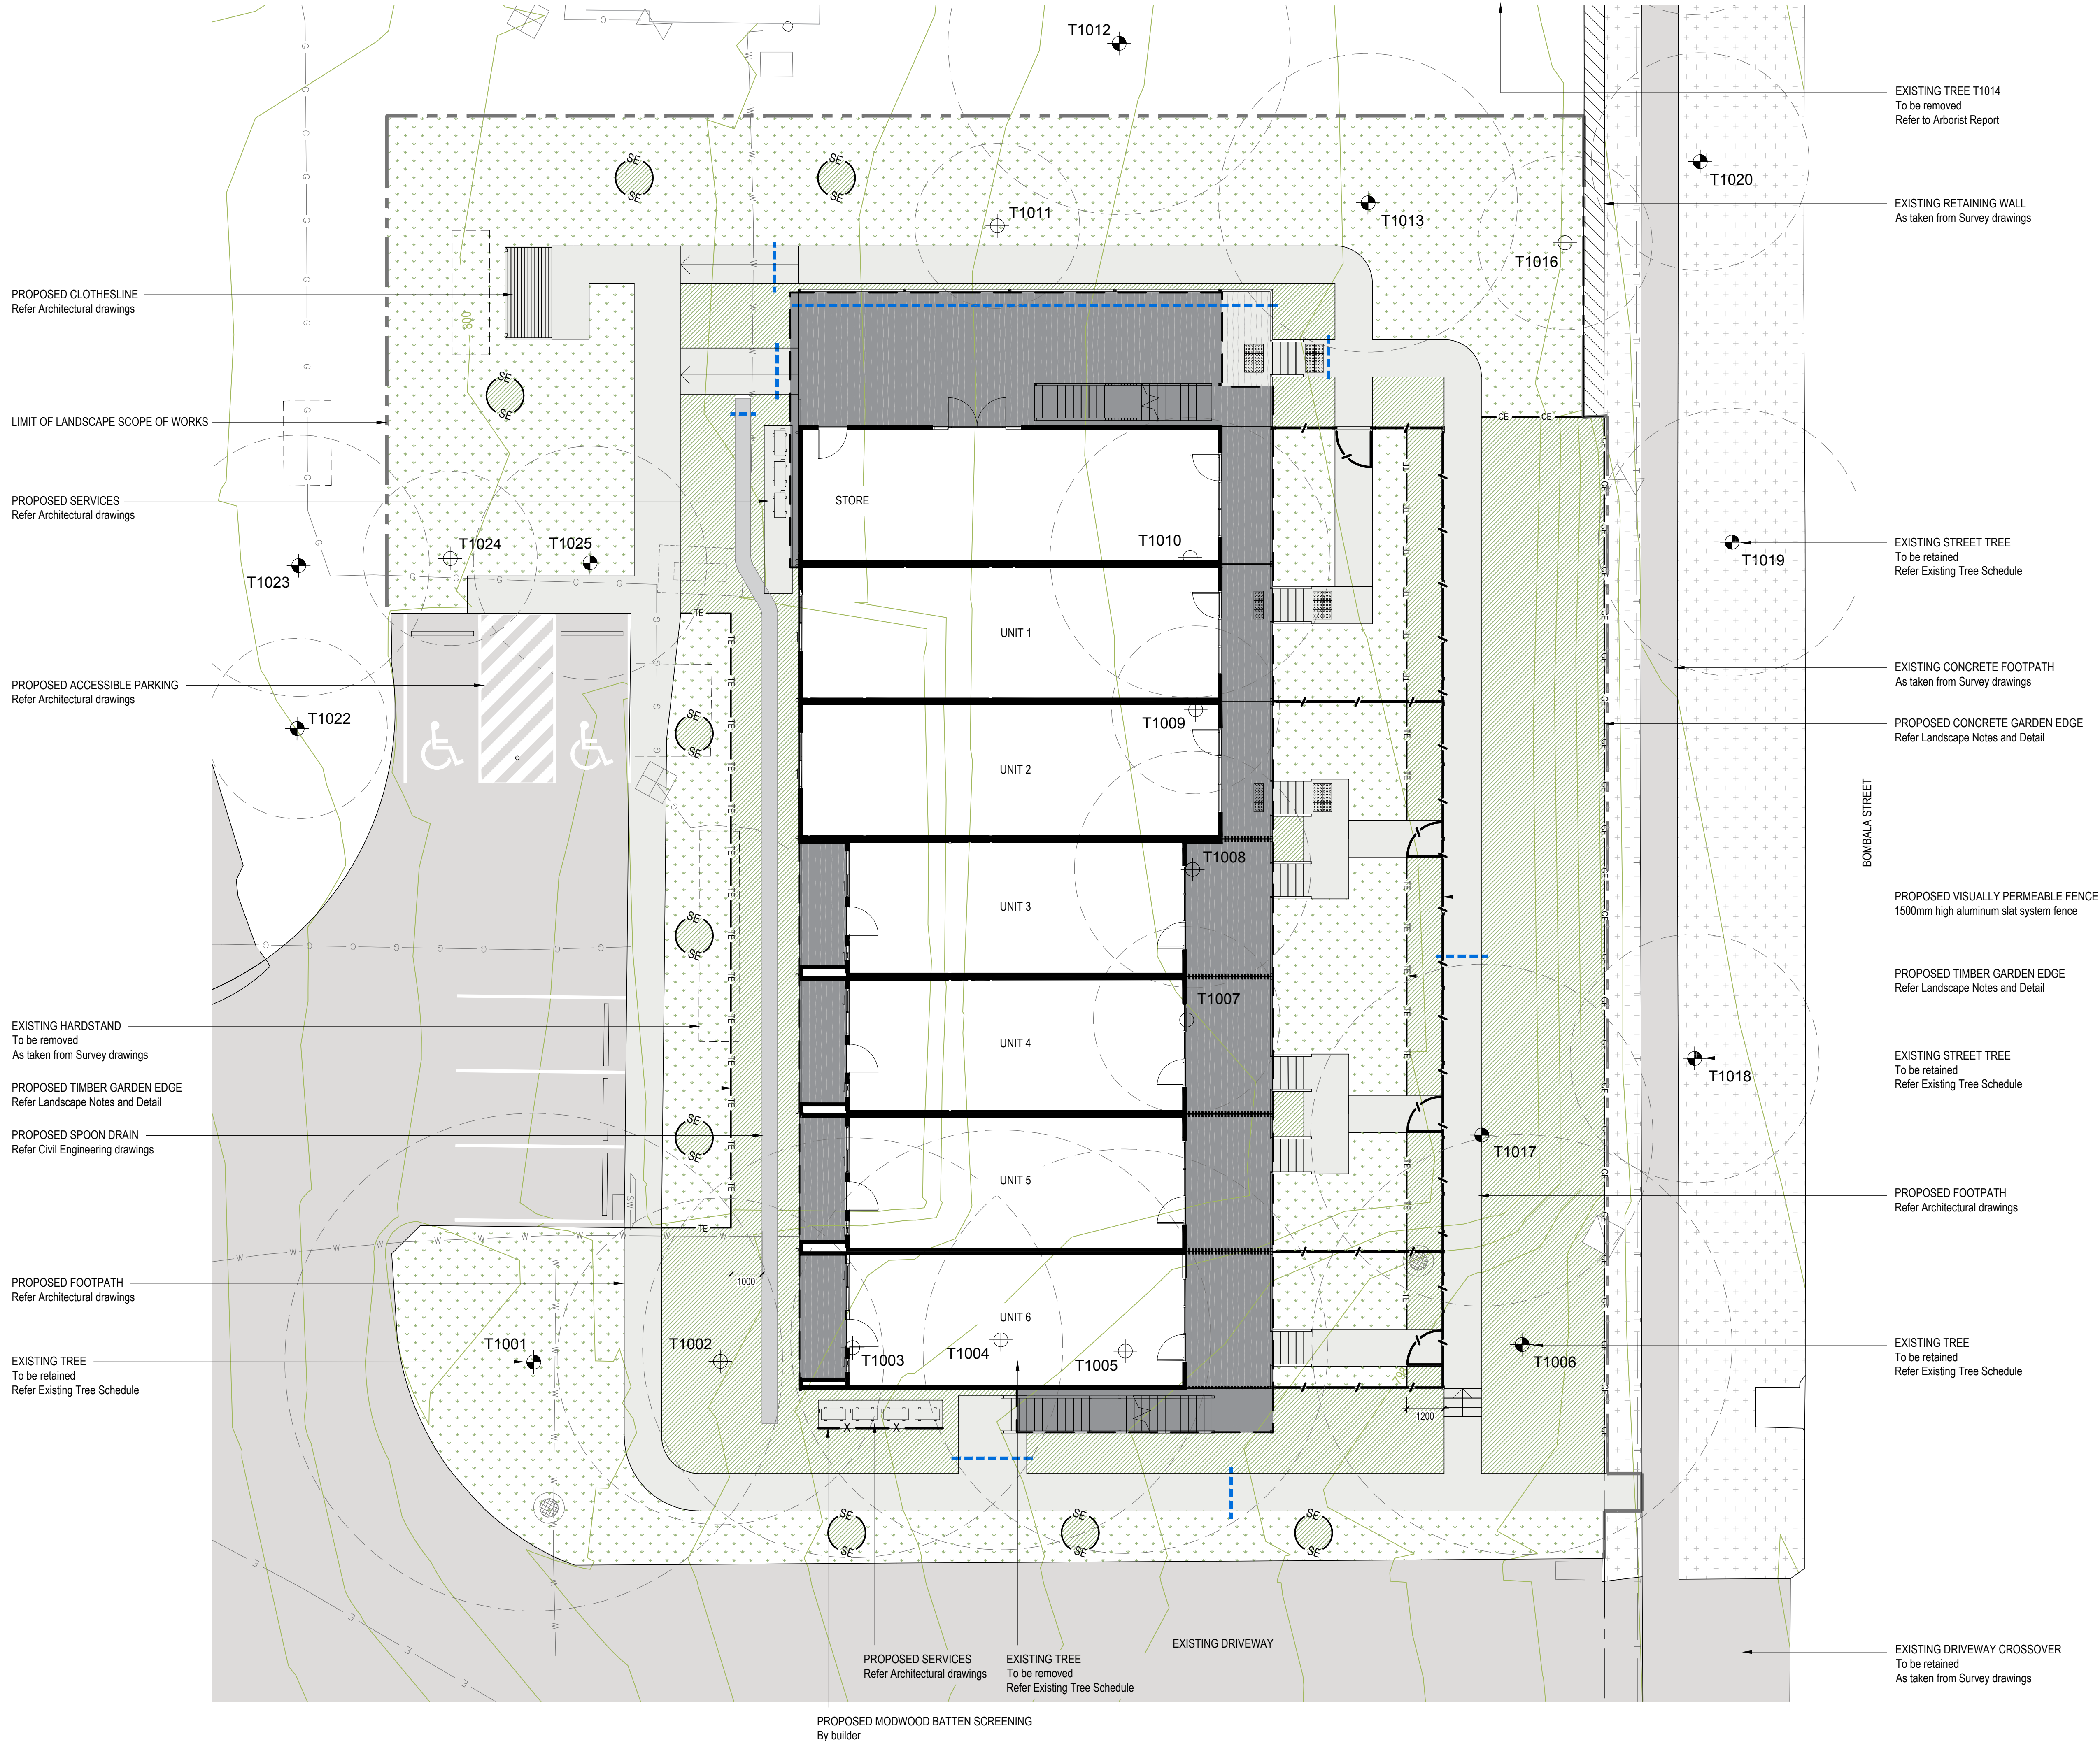 T1012
EXISTING TREE T1014
To be removed
Refer to Arborist Report
T1020
EXISTING RETAINING WALL
As taken from Survey drawings
T1011
T1013
T1016
PROPOSED CLOTHESLINE
Refer Architectural drawings
800
LIMIT OF LANDSCAPE SCOPE OF WORKS
PROPOSED SERVICES
Refer Architectural drawings
STORE
T1010
T1024
T1025
T1023
EXISTING STREET TREE
To be retained
Refer Existing Tree Schedule
T1019
UNIT 1
EXISTING CONCRETE FOOTPATH
As taken from Survey drawings
PROPOSED ACCESSIBLE PARKING
Refer Architectural drawings
T1022
T1009
PROPOSED CONCRETE GARDEN EDGE
Refer Landscape Notes and Detail
UNIT 2
BOMBALA STREET
T1008
UNIT 3
PROPOSED VISUALLY PERMEABLE FENCE
1500mm high aluminum slat system fence
PROPOSED TIMBER GARDEN EDGE
Refer Landscape Notes and Detail
T1007
EXISTING HARDSTAND
To be removed
As taken from Survey drawings
UNIT 4
EXISTING STREET TREE
To be retained
Refer Existing Tree Schedule
T1018
PROPOSED TIMBER GARDEN EDGE
Refer Landscape Notes and Detail
PROPOSED SPOON DRAIN
Refer Civil Engineering drawings
T1017
UNIT 5
PROPOSED FOOTPATH
Refer Architectural drawings
SW
1000
PROPOSED FOOTPATH
Refer Architectural drawings
UNIT 6
T1001
T1002
T1003
T1004
T1005
T1006
EXISTING TREE
To be retained
Refer Existing Tree Schedule
EXISTING TREE
To be retained
Refer Existing Tree Schedule
1200
SE
SE
TE
TE
CE
CE
G
W
E
X
X
EXISTING DRIVEWAY
PROPOSED SERVICES
Refer Architectural drawings
EXISTING TREE
To be removed
Refer Existing Tree Schedule
EXISTING DRIVEWAY CROSSOVER
To be retained
As taken from Survey drawings
PROPOSED MODWOOD BATTEN SCREENING
By builder